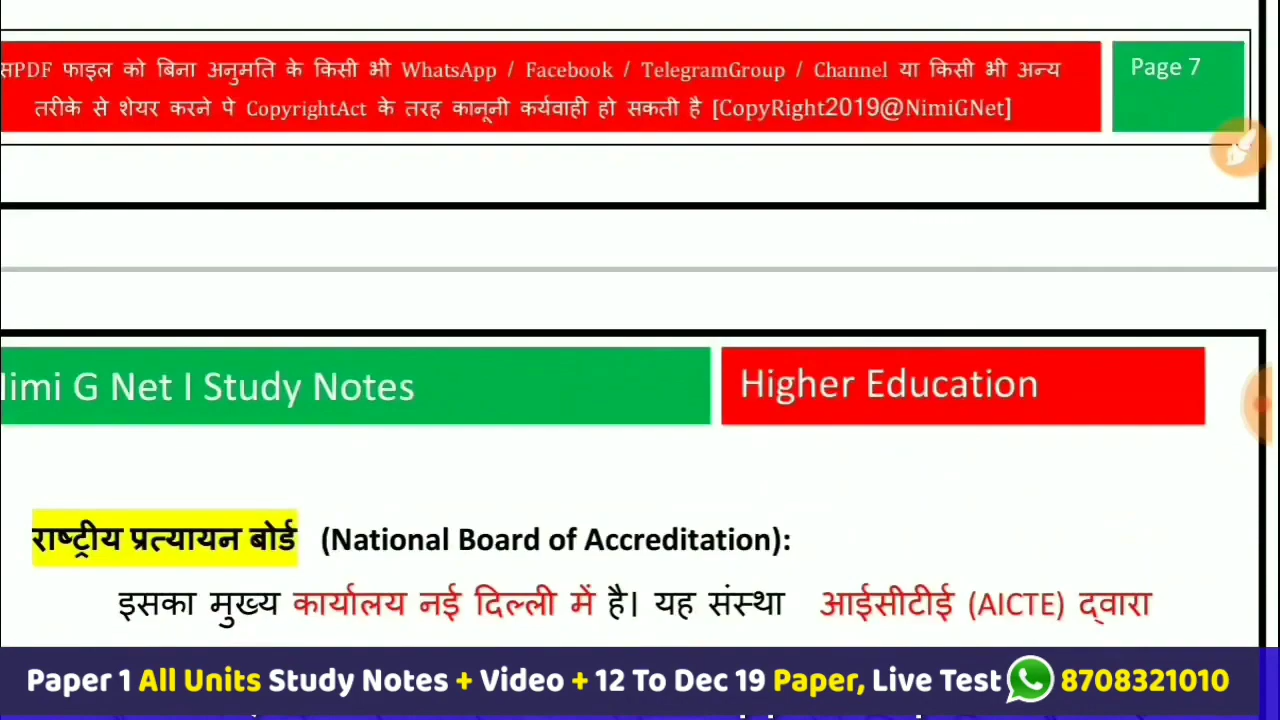 PDF फाइल को बिना अनुमति के किसी भी WhatsApp / Facebook / TelegramGroup / Channel या किसी भी अन्य
तरीके से शेयर करने पे CopyrightAct के तरह कानूनी कर्यवाही हो सकती है [CopyRight2019@NimiGNet]
Page 7
imi G Net I Study Notes
Higher Education
राष्ट्रीय प्रत्यायन बोर्ड (National Board of Accreditation):
इसका मुख्य कार्यालय नई दिल्ली में है। यह संस्था आईसीटीई (AICTE) द्वारा
Paper 1 All Units Study Notes + Video + 12 To Dec 19 Paper, Live Test 8708321010